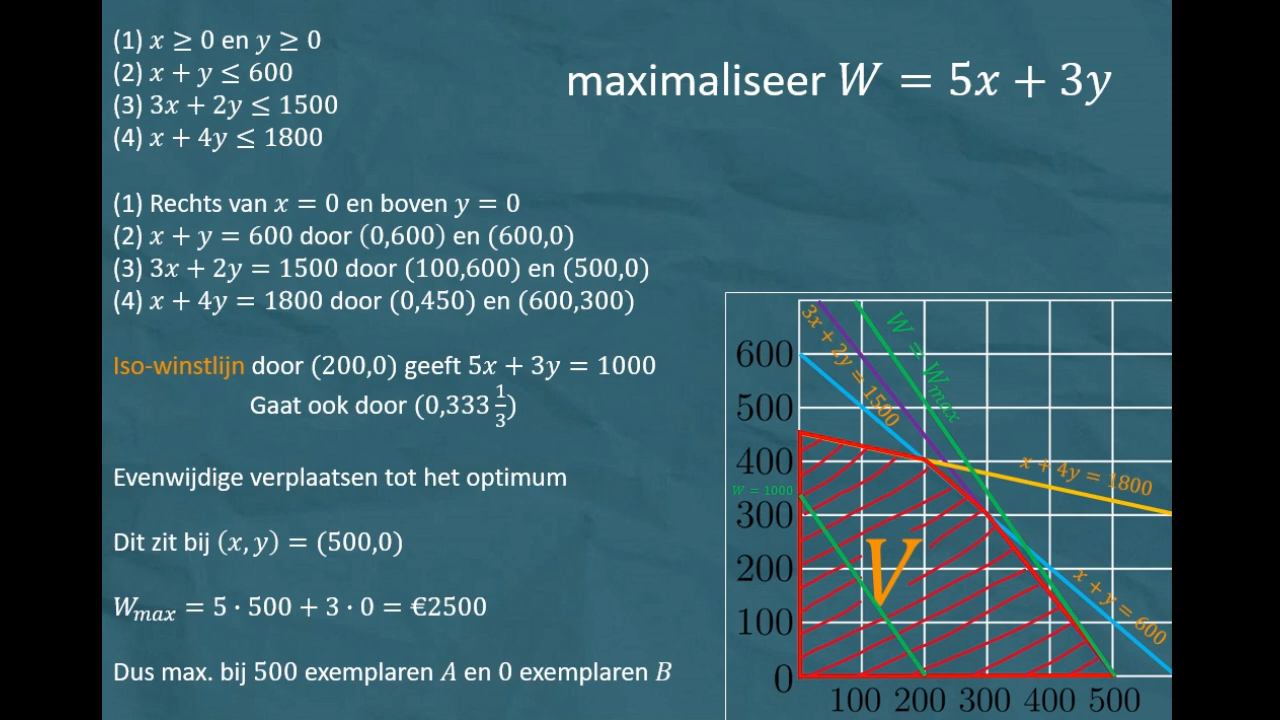 (1) x ≥ 0 en y ≥ 0
(2) x + y ≤ 600
(3) 3x + 2y ≤ 1500
(4) x + 4y ≤ 1800
maximaliseer W = 5x + 3y
(1) Rechts van x = 0 en boven y = 0
(2) x + y = 600 door (0,600) en (600,0)
(3) 3x + 2y = 1500 door (100,600) en (500,0)
(4) x + 4y = 1800 door (0,450) en (600,300)
Iso-winstlijn door (200,0) geeft 5x + 3y = 1000
Gaat ook door (0,333 1/3)
Evenwijdige verplaatsen tot het optimum
Dit zit bij (x, y) = (500,0)
Wmax = 5 · 500 + 3 · 0 = €2500
Dus max. bij 500 exemplaren A en 0 exemplaren B
3x + 2y = 1500
W = Wmax
x + 4y = 1800
W = 1000
V
x + y = 600
600
500
400
300
200
100
0
100 200 300 400 500